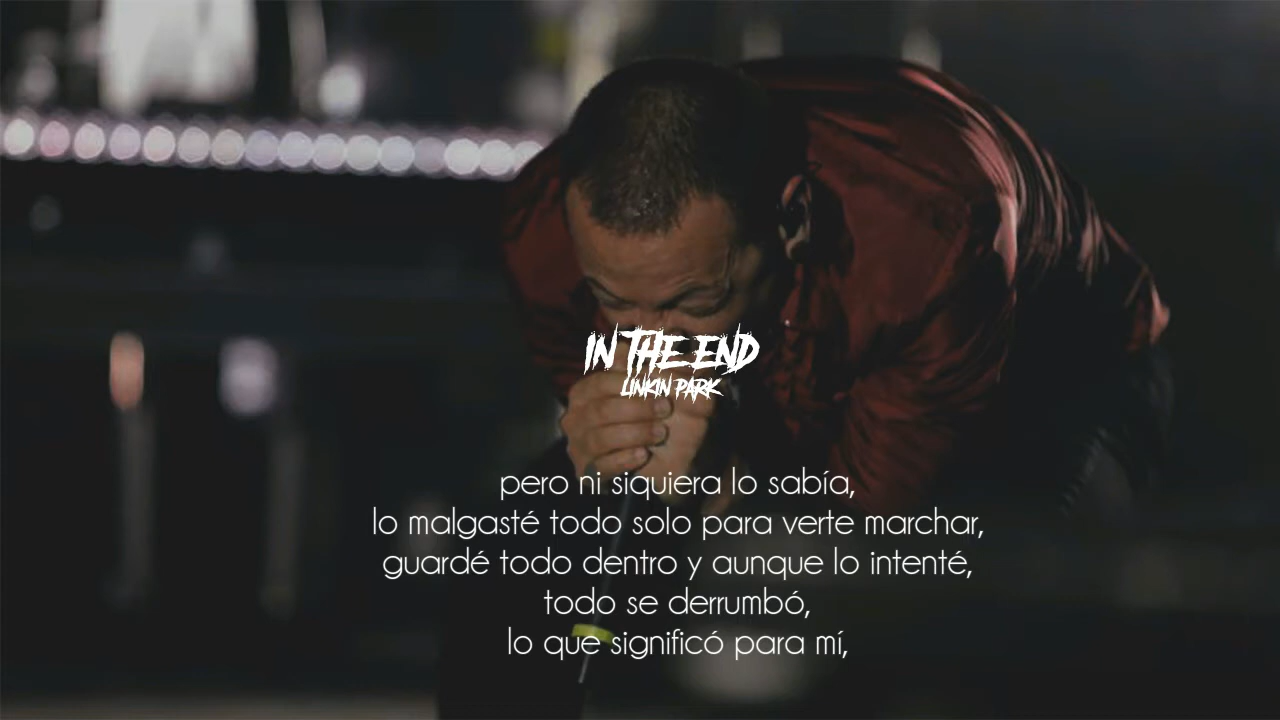 IN THE END
LINKIN PARK
pero ni siquiera lo sabía,
lo malgasté todo solo para verte marchar,
guardé todo dentro y aunque lo intenté,
todo se derrumbó,
lo que significó para mí,